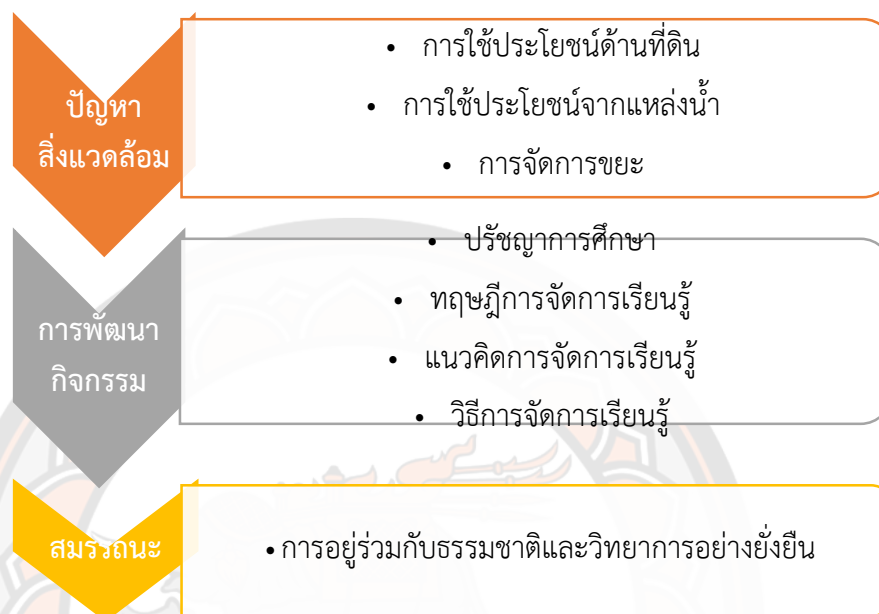 ปัญหา
สิ่งแวดล้อม
• การใช้ประโยชน์ด้านที่ดิน
• การใช้ประโยชน์จากแหล่งน้ำ
• การจัดการขยะ
การพัฒนา
กิจกรรม
• ปรัชญาการศึกษา
• ทฤษฎีการจัดการเรียนรู้
• แนวคิดการจัดการเรียนรู้
• วิธีการจัดการเรียนรู้
สมรรถนะ
• การอยู่ร่วมกับธรรมชาติและวิทยาการอย่างยั่งยืน